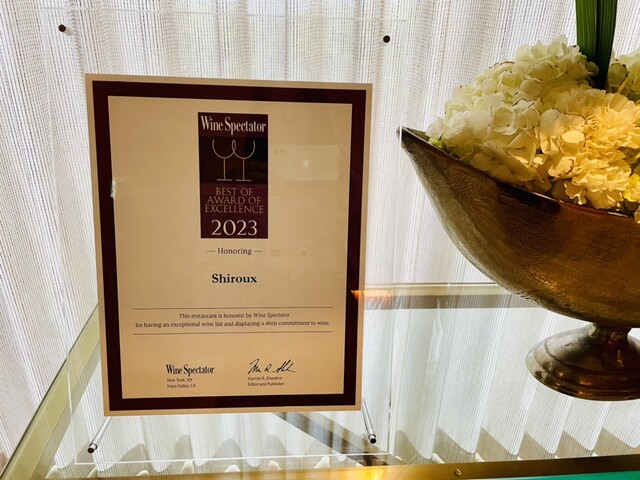 Wine Spectator
BEST OF
AWARD OF
EXCELLENCE
2023
— Honoring —
Shiroux
This restaurant is honored by Wine Spectator
for having an exceptional wine list and displaying a deep commitment to wine.
Wine Spectator
New York, NY
Napa Valley, CA
Marvin R. Shanken
Editor and Publisher